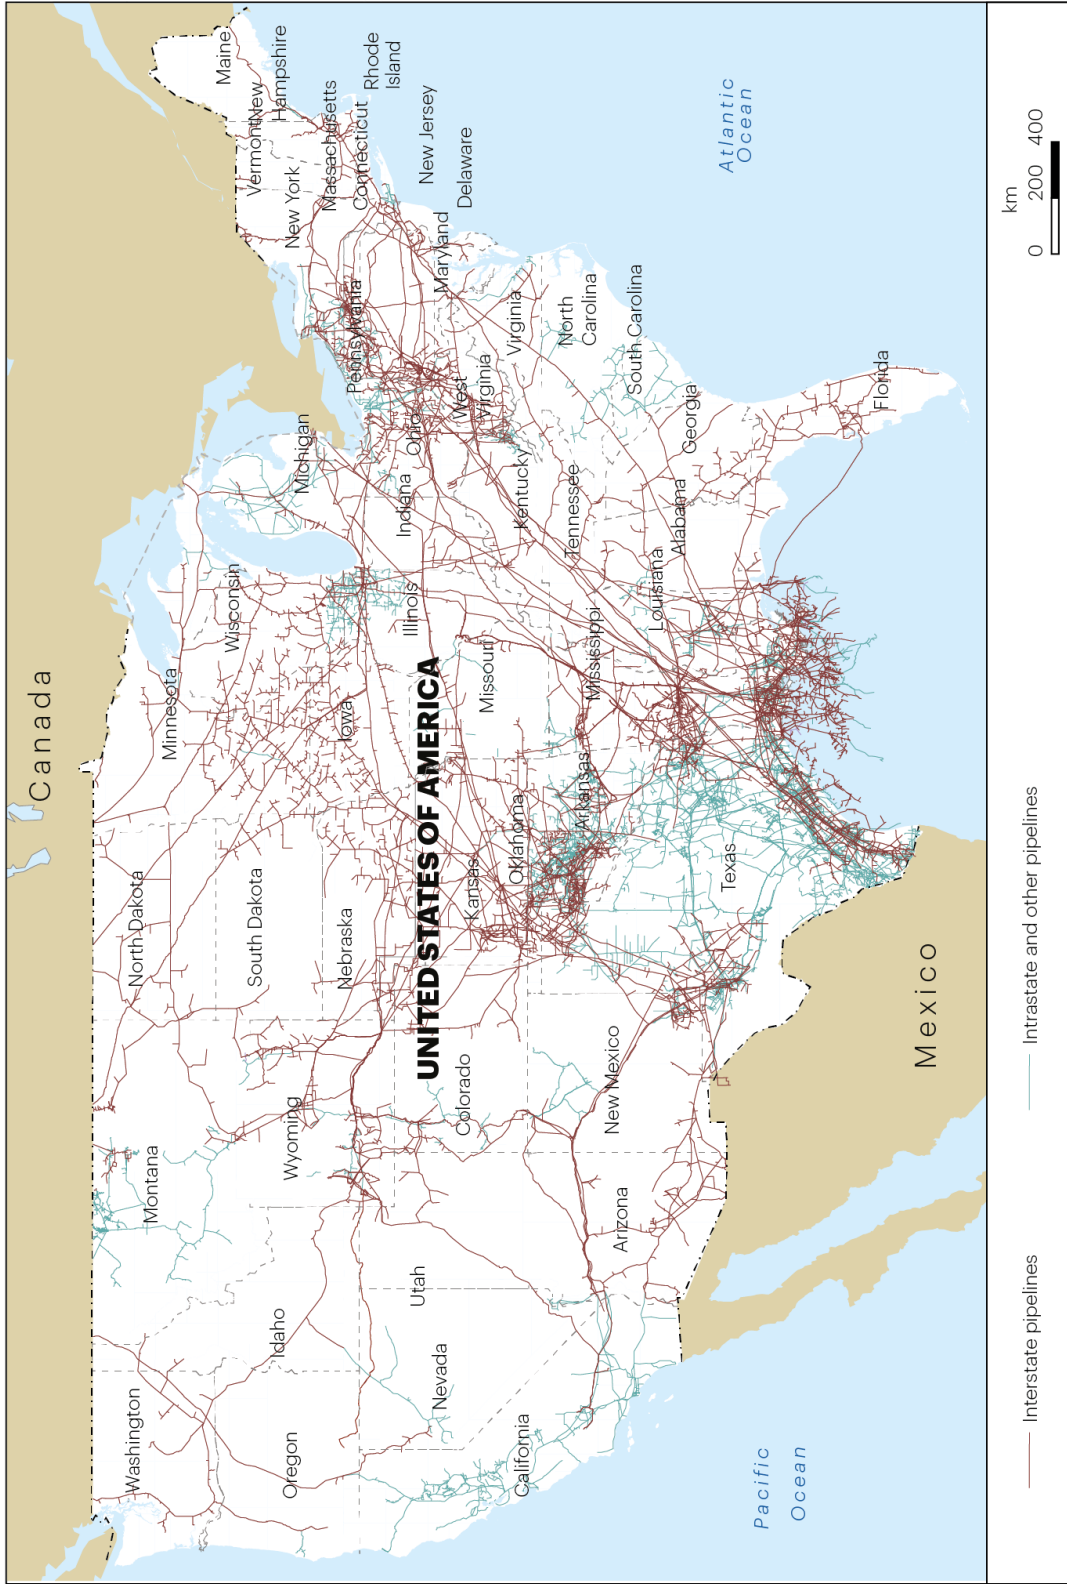 Canada
Washington
Montana
North Dakota
Minnesota
Maine
Vermont
New
Hampshire
New York
Massachusetts
Rhode
Island
Connecticut
New Jersey
Delaware
Oregon
Idaho
Wyoming
South Dakota
Wisconsin
Michigan
Nebraska
Iowa
Pennsylvania
Maryland
Nevada
Utah
Colorado
UNITED STATES OF AMERICA
Kansas
Missouri
Illinois
Indiana
Ohio
West
Virginia
Virginia
California
Arizona
New Mexico
Oklahoma
Arkansas
Mississippi
Tennessee
Kentucky
North
Carolina
South Carolina
Texas
Louisiana
Alabama
Georgia
Florida
Atlantic
Ocean
Pacific
Ocean
Mexico
Interstate pipelines
Intrastate and other pipelines
km
0 200 400